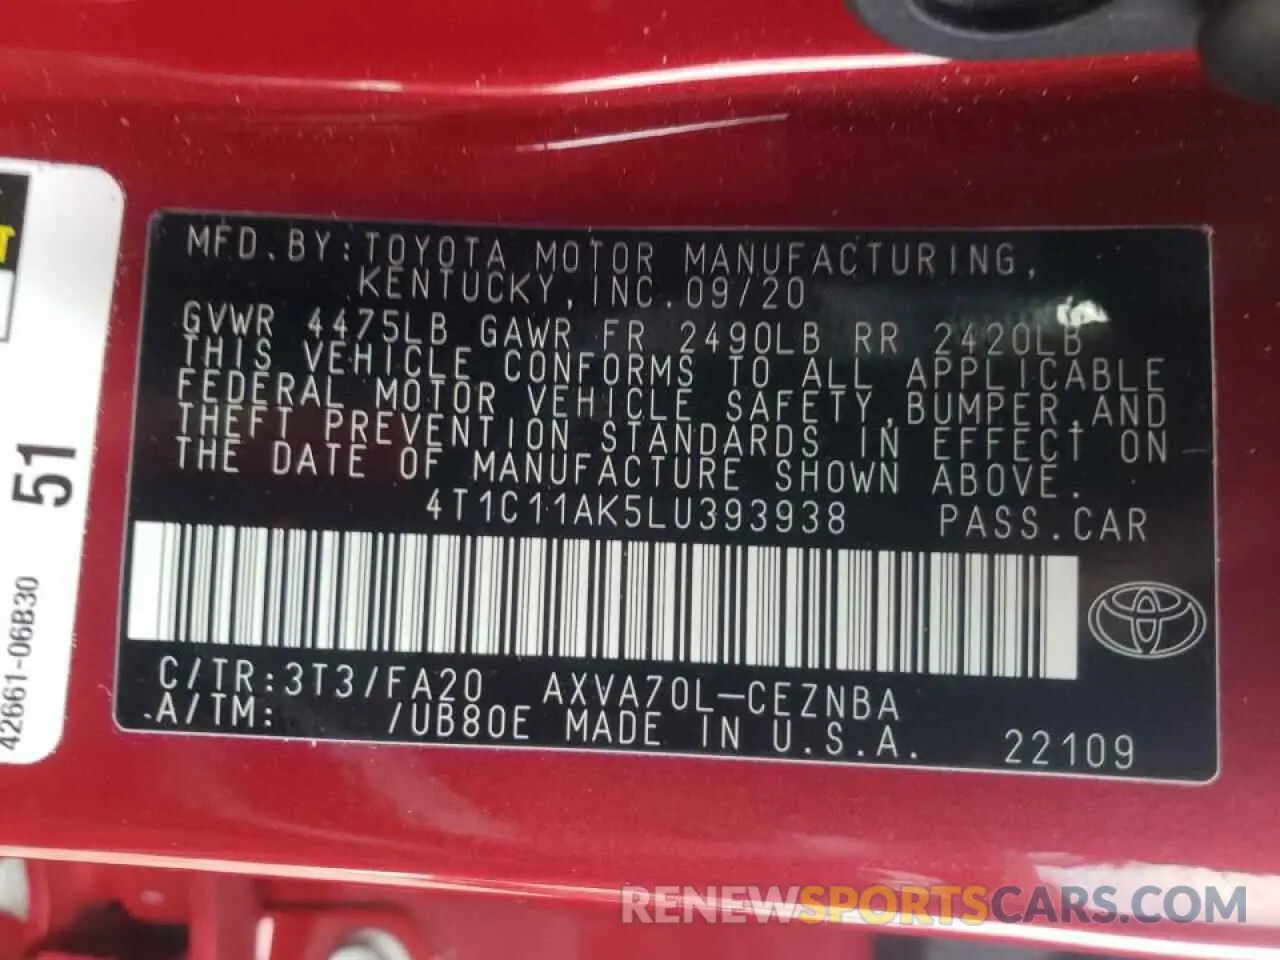 MFD.BY:TOYOTA MOTOR MANUFACTURING,
KENTUCKY,INC.09/20
GVWR 4475LB GAWR FR 2490LB RR 2420LB
THIS VEHICLE CONFORMS TO ALL APPLICABLE
FEDERAL MOTOR VEHICLE SAFETY,BUMPER,AND
THEFT PREVENTION STANDARDS IN EFFECT ON
THE DATE OF MANUFACTURE SHOWN ABOVE.
4T1C11AK5LU393938 PASS.CAR
C/TR:3T3/FA20 AXVA70L-CEZNBA
A/TM: /UB80E MADE IN U.S.A. 22109
T
51
42661-06B30
RENEWSPORTSCARS.COM